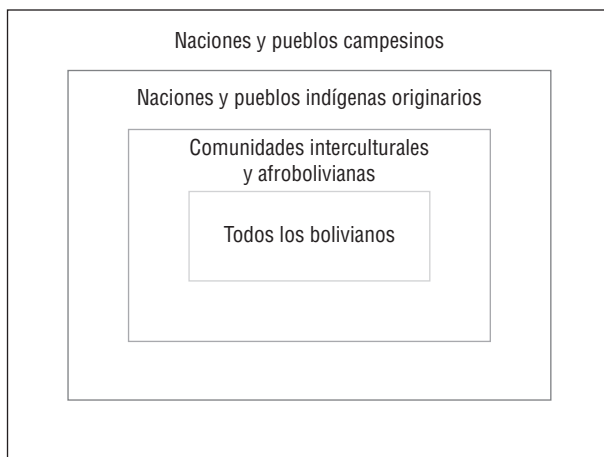 Naciones y pueblos campesinos
Naciones y pueblos indígenas originarios
Comunidades interculturales
y afrobolivianas
Todos los bolivianos